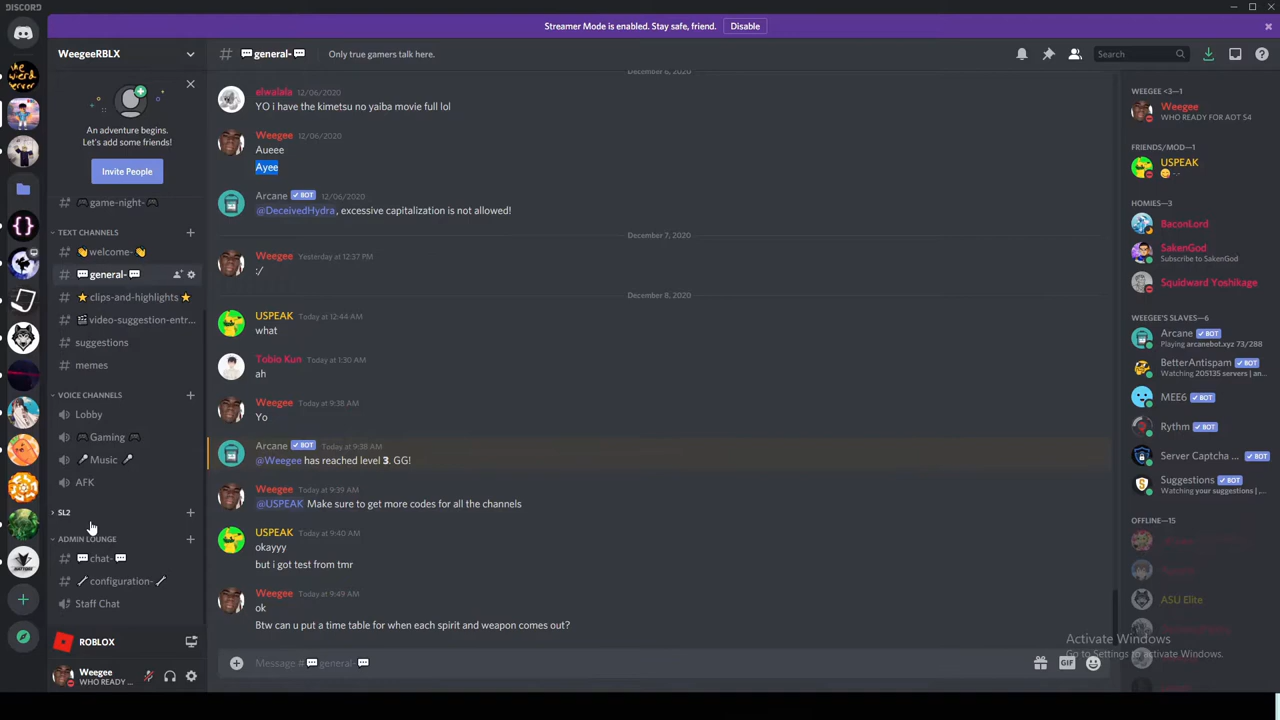 DISCORD
Streamer Mode is enabled. Stay safe, friend.
Disable
WeegeeRBLX
general-
Only true gamers talk here.
Search
An adventure begins.
Let's add some friends!
Invite People
game-night-
TEXT CHANNELS
welcome-
general-
clips-and-highlights
video-suggestion-entr...
suggestions
memes
VOICE CHANNELS
Lobby
Gaming
Music
AFK
SL2
ADMIN LOUNGE
chat-
configuration-
Staff Chat
ROBLOX
Weegee
WHO READY ...
December 6, 2020
elwalala 12/06/2020
YO i have the kimetsu no yaiba movie full lol
Weegee 12/06/2020
Aueee
Ayee
Arcane BOT 12/06/2020
@DeceivedHydra, excessive capitalization is not allowed!
December 7, 2020
Weegee Yesterday at 12:37 PM
:/
December 8, 2020
USPEAK Today at 12:44 AM
what
Tobio Kun Today at 1:30 AM
ah
Weegee Today at 9:38 AM
Yo
Arcane BOT Today at 9:38 AM
@Weegee has reached level 3. GG!
Weegee Today at 9:39 AM
@USPEAK Make sure to get more codes for all the channels
USPEAK Today at 9:40 AM
okayyy
but i got test from tmr
Weegee Today at 9:49 AM
ok
Btw can u put a time table for when each spirit and weapon comes out?
Message # general-
GIF
WEEGEE <3—1
Weegee
WHO READY FOR AOT S4
FRIENDS/MOD—1
USPEAK
-.-
HOMIES—3
BaconLord
SakenGod
Subscribe to SakenGod
Squidward Yoshikage
WEEGEE'S SLAVES—6
Arcane BOT
Playing arcanebot.xyz 73/288
BetterAntispam BOT
Watching 205135 servers | an...
MEE6 BOT
Rythm BOT
Server Captcha ... BOT
Suggestions BOT
Watching your suggestions | ...
OFFLINE—15
ASU Elite
Activate Windows
Go to Settings to activate Windows.